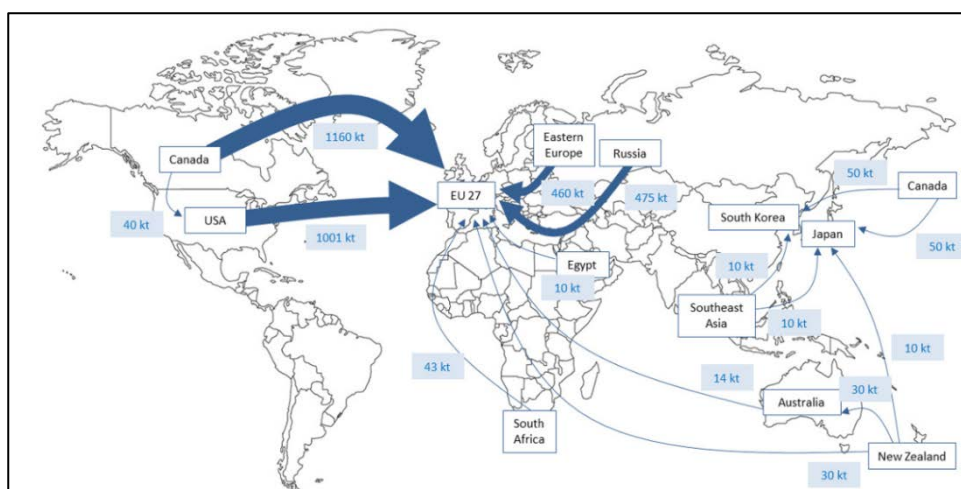 Canada
1160 kt
Eastern
Europe
Russia
EU 27
460 kt
475 kt
50 kt
Canada
USA
40 kt
1001 kt
South Korea
Japan
50 kt
Egypt
10 kt
10 kt
Southeast
Asia
10 kt
10 kt
43 kt
14 kt
30 kt
Australia
South
Africa
New Zealand
30 kt